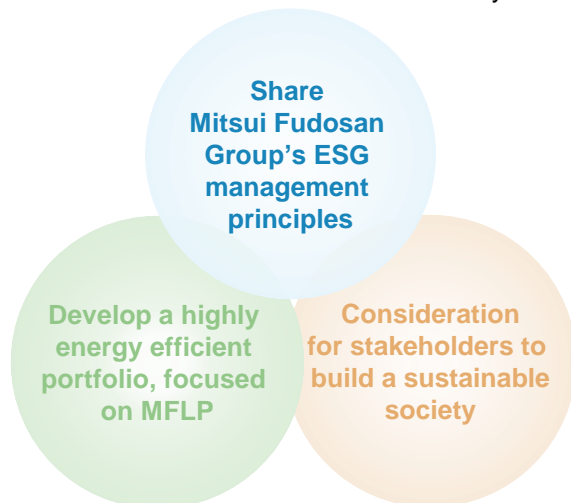 Share
Mitsui Fudosan
Group's ESG
management
principles
Develop a highly
energy efficient
portfolio, focused
on MFLP
Consideration
for stakeholders to
build a sustainable
society